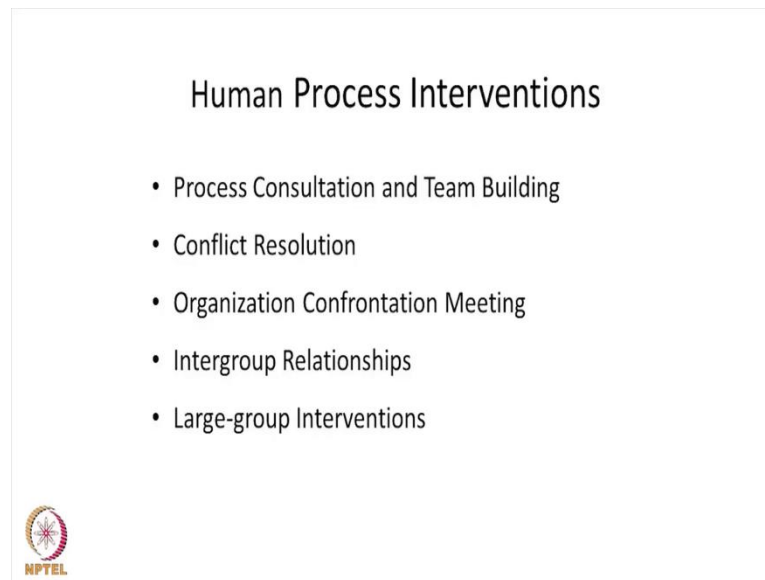 Human Process Interventions
• Process Consultation and Team Building
• Conflict Resolution
• Organization Confrontation Meeting
• Intergroup Relationships
• Large-group Interventions
NPTEL